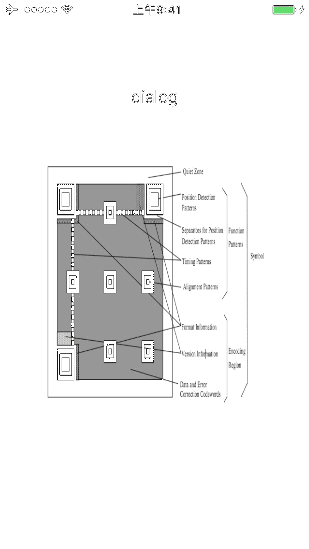 上午8:41
dialog
Quiet Zone
Position Detection
Patterns
Separators for Position
Detection Patterns
Timing Patterns
Alignment Patterns
Format Information
Version Information
Data and Error
Correction Codewords
Function
Patterns
Encoding
Region
Symbol